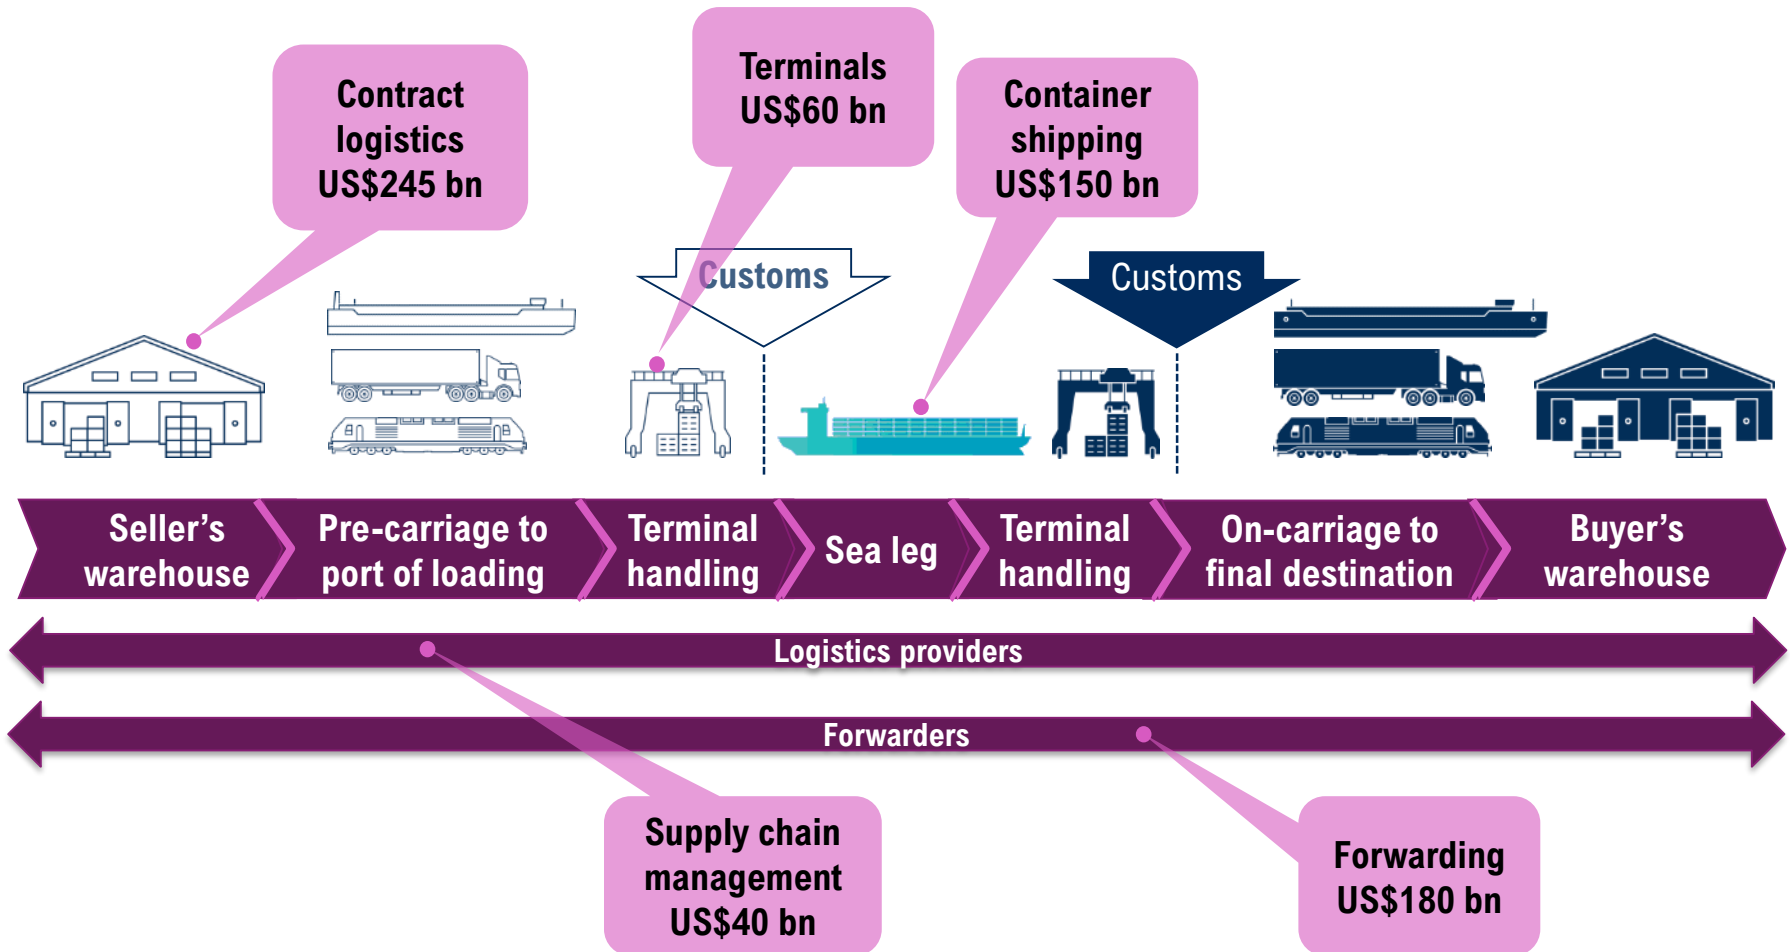 Contract
logistics
US$245 bn
Terminals
US$60 bn
Container
shipping
US$150 bn
Customs
Customs
Seller’s
warehouse
Pre-carriage to
port of loading
Terminal
handling
Sea leg
Terminal
handling
On-carriage to
final destination
Buyer’s
warehouse
Logistics providers
Forwarders
Supply chain
management
US$40 bn
Forwarding
US$180 bn